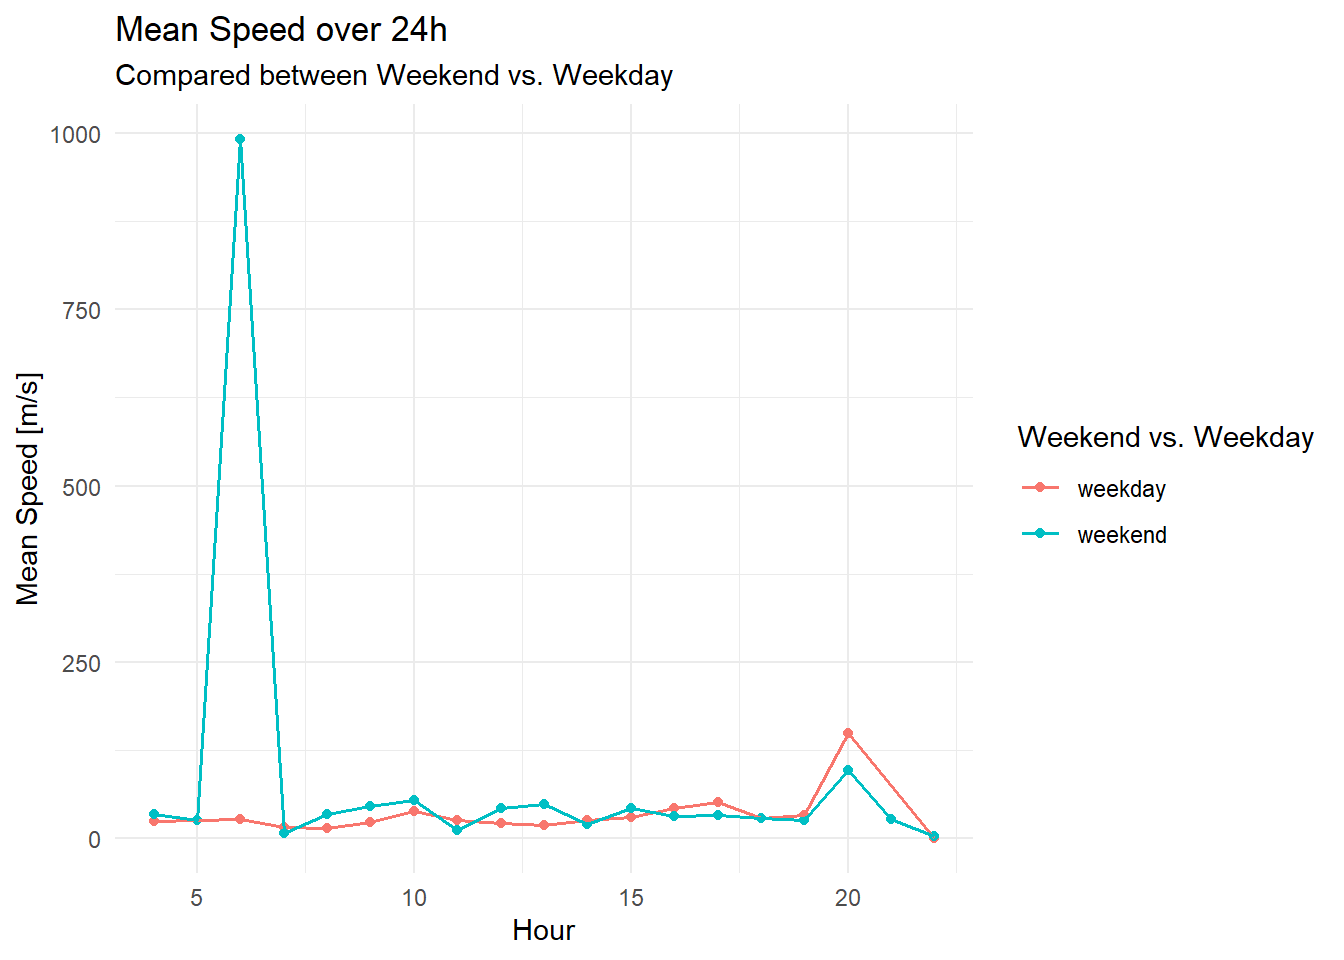 Mean Speed over 24h
Compared between Weekend vs. Weekday
1000
750
500
250
0
Mean Speed [m/s]
5 10 15 20
Hour
Weekend vs. Weekday
weekday
weekend